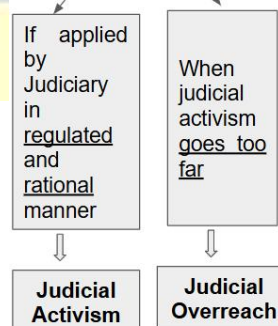 If applied
by
Judiciary
in
regulated
and
rational
manner
When
judicial
activism
goes too
far
Judicial
Activism
Judicial
Overreach